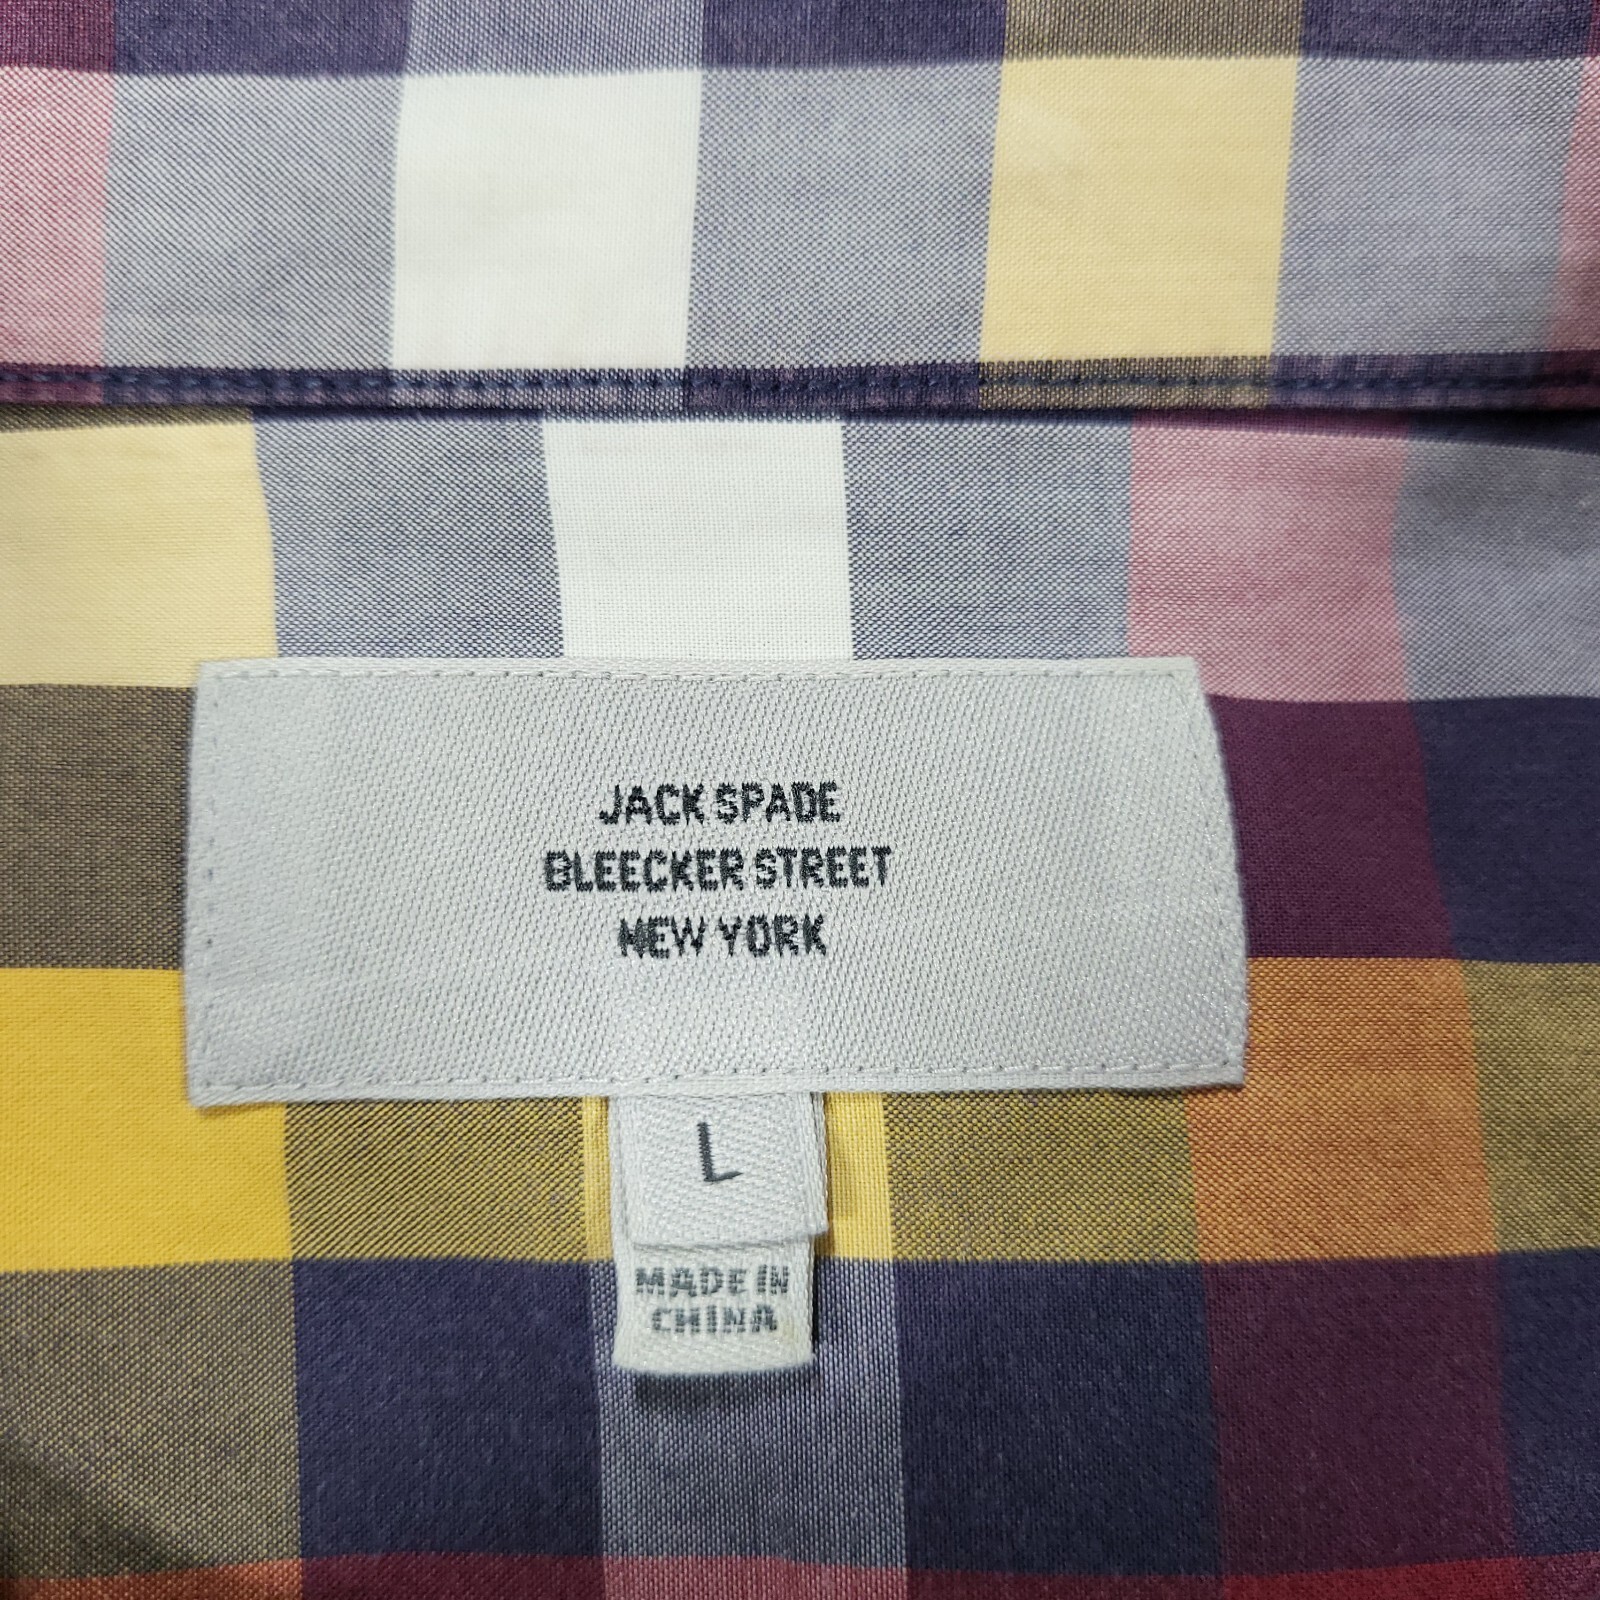 JACK SPADE
BLEECKER STREET
NEW YORK
L
MADE IN
CHINA